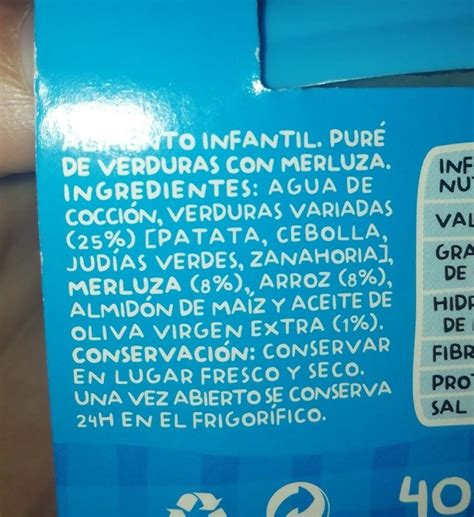 ALIMENTO INFANTIL. PURÉ
DE VERDURAS CON MERLUZA.
INGREDIENTES: AGUA DE
COCCIÓN, VERDURAS VARIADAS
(25%) [PATATA, CEBOLLA,
JUDÍAS VERDES, ZANAHORIA],
MERLUZA (8%), ARROZ (8%),
ALMIDÓN DE MAÍZ Y ACEITE DE
OLIVA VIRGEN EXTRA (1%).
CONSERVACIÓN: CONSERVAR
EN LUGAR FRESCO Y SECO.
UNA VEZ ABIERTO SE CONSERVA
24H EN EL FRIGORÍFICO.
INF
NUT
VAL
GRA
DE
HIDR
DE
FIBR
PROT
SAL
40